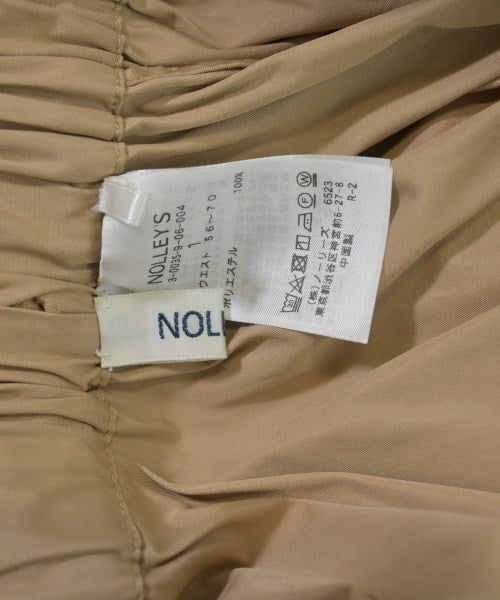 NOLLEY'S
3-0035-9-06-004
1
ウエスト 56～70
ポリエステル 100%
6523
(株)ノーリーズ
東京都渋谷区神宮前6-27-8
中国製 R-2
NOLL